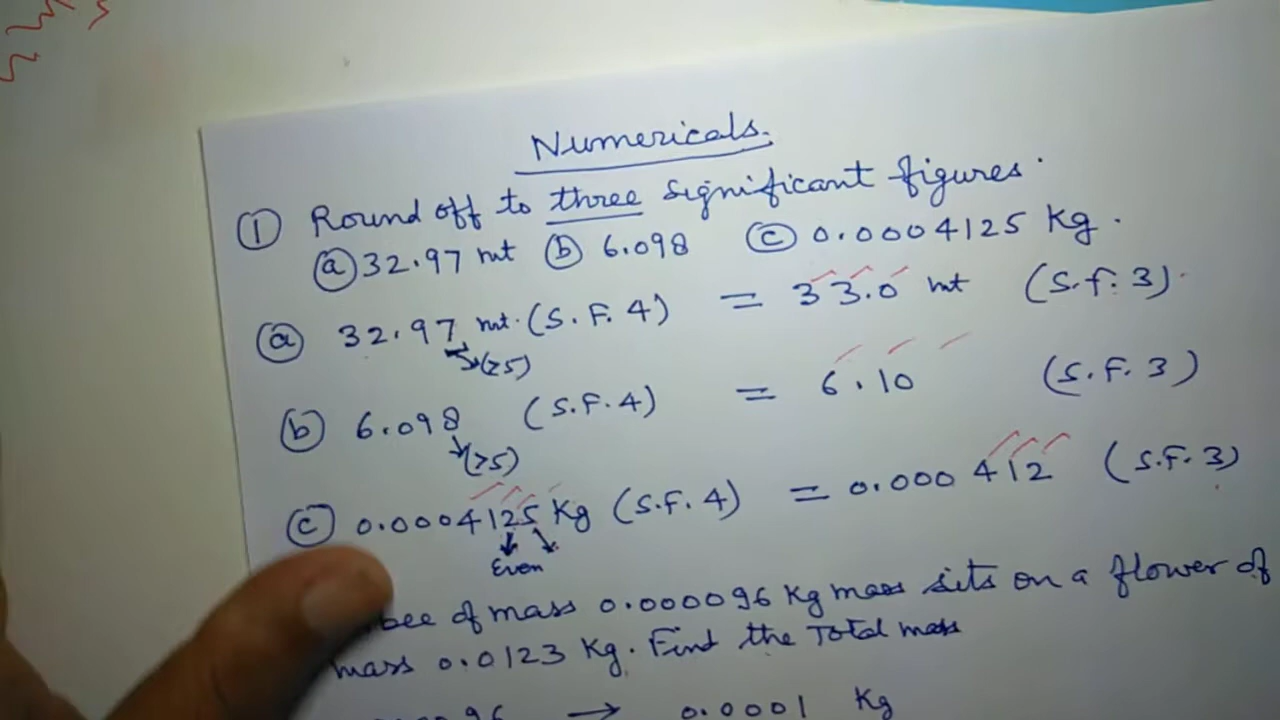 Numericals.
① Round off to three significant figures.
ⓐ 32.97 mt ⓑ 6.098 ⓒ 0.0004125 Kg.
ⓐ 32.97 mt. (S.F. 4) = 33.0 mt (S.f. 3).
(≥5)
ⓑ 6.098 (S.F.4) = 6.10 (S.F. 3)
(>5)
ⓒ 0.0004125 Kg (S.F. 4) = 0.000412 (S.F. 3)
Even
bee of mass 0.000096 Kg mass sits on a flower of
mass 0.0123 Kg. Find the Total mass
96 → 0.0001 Kg